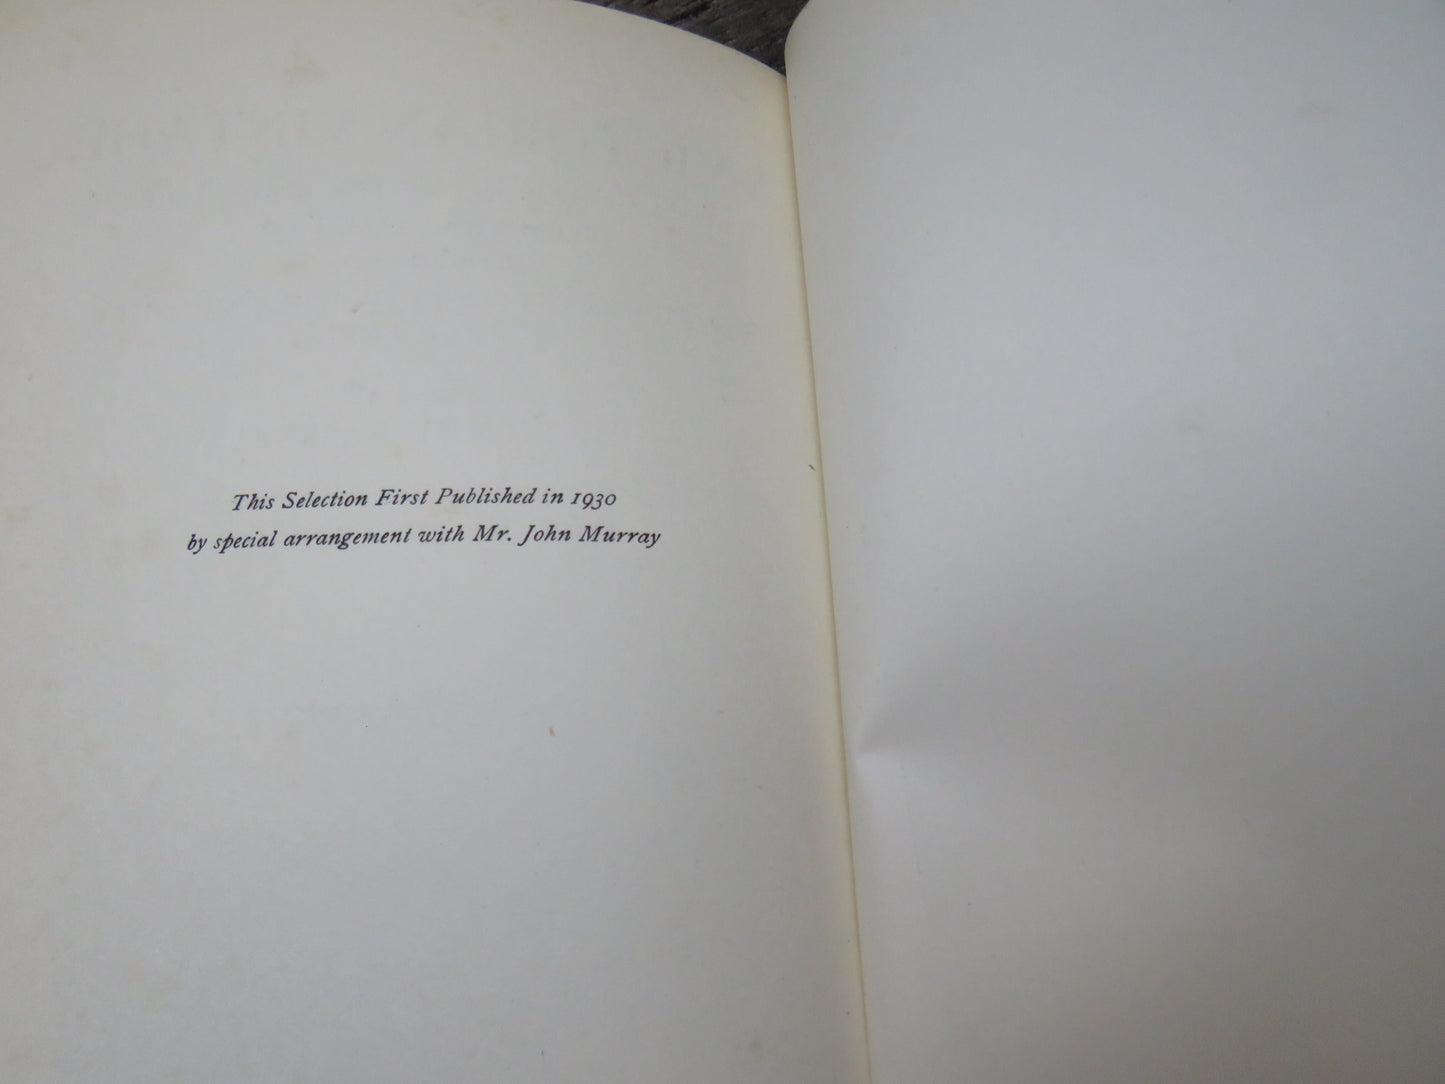 This Selection First Published in 1930
by special arrangement with Mr. John Murray